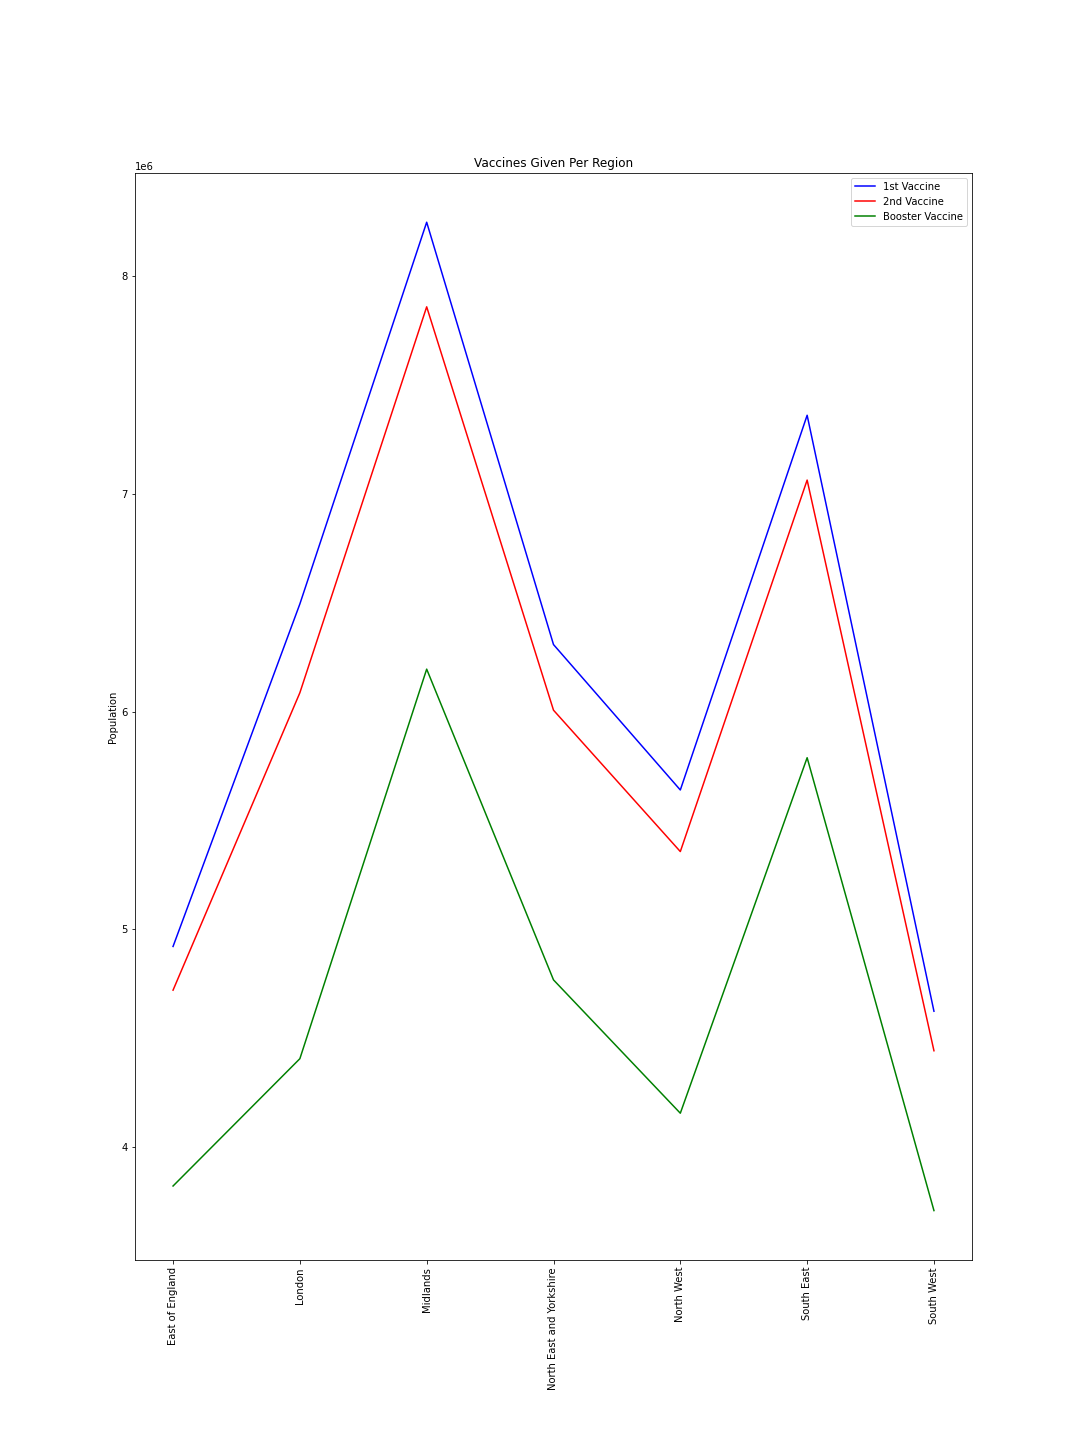 Vaccines Given Per Region
1e6
1st Vaccine
2nd Vaccine
Booster Vaccine
8
7
6
5
4
Population
East of England
London
Midlands
North East and Yorkshire
North West
South East
South West